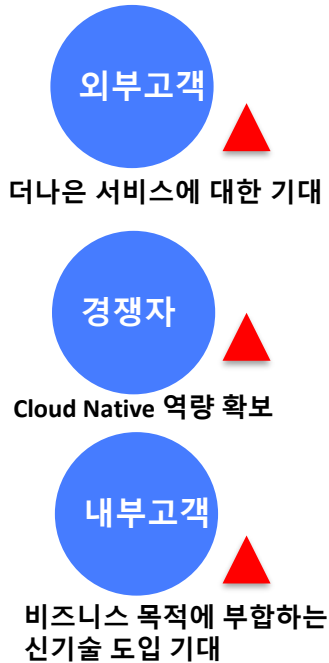 외부고객
더나은 서비스에 대한 기대
경쟁자
Cloud Native 역량 확보
내부고객
비즈니스 목적에 부합하는
신기술 도입 기대